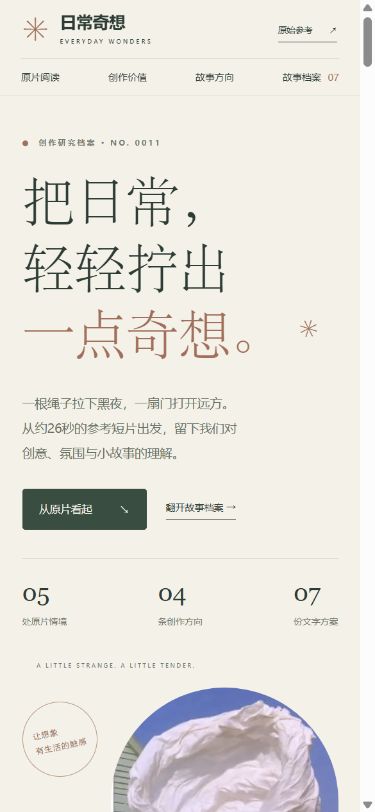 日常奇想
EVERYDAY WONDERS
原始参考 ↗
原片阅读 创作价值 故事方向 故事档案 07
创作研究档案 • NO. 0011
把日常，
轻轻拧出
一点奇想。
一根绳子拉下黑夜，一扇门打开远方。
从约26秒的参考短片出发，留下我们对
创意、氛围与小故事的理解。
从原片看起 ↘
翻开故事档案 →
05 04 07
处原片情境 条创作方向 份文字方案
A LITTLE STRANGE. A LITTLE TENDER.
让想象
有生活的触感